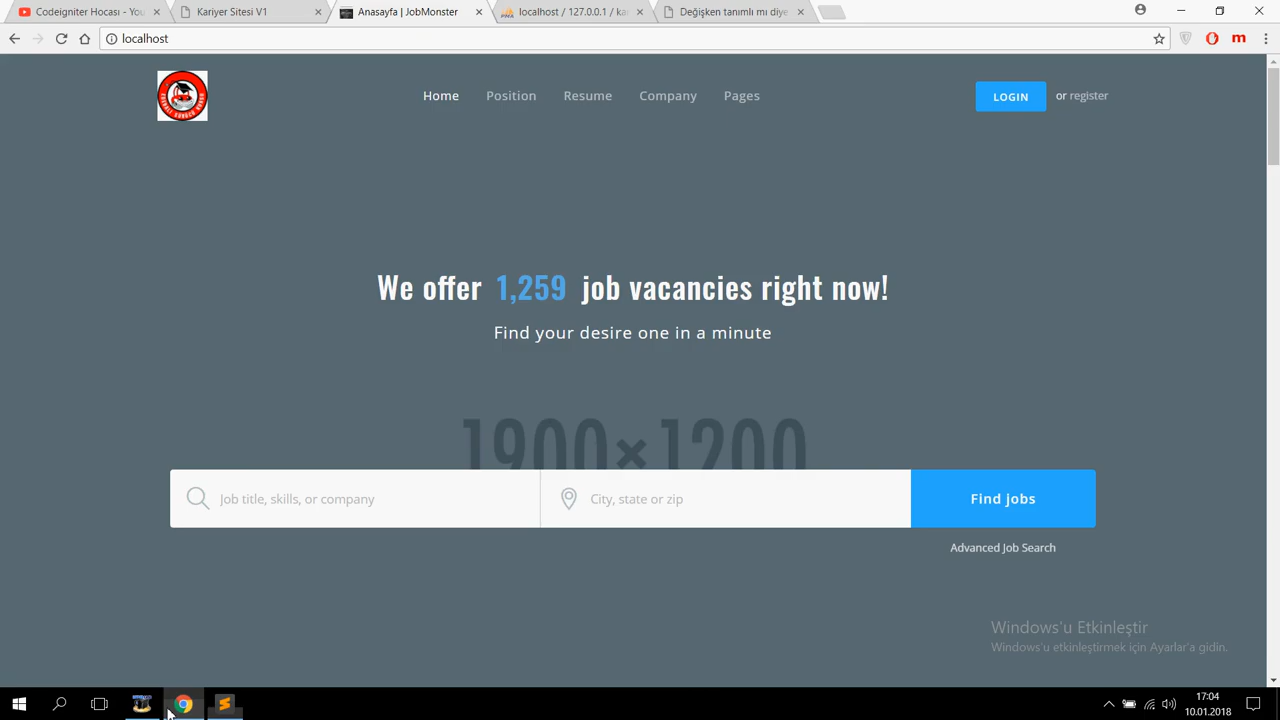 Codeigniter Hocası - You
Kariyer Sitesi V1
Anasayfa | JobMonster
localhost / 127.0.0.1 / ka
Değişken tanımlı mı diye
localhost
m
Home
Position
Resume
Company
Pages
LOGIN
or register
We offer 1,259 job vacancies right now!
Find your desire one in a minute
1900×1200
Job title, skills, or company
City, state or zip
Find jobs
Advanced Job Search
Windows'u Etkinleştir
Windows'u etkinleştirmek için Ayarlar'a gidin.
17:04
10.01.2018